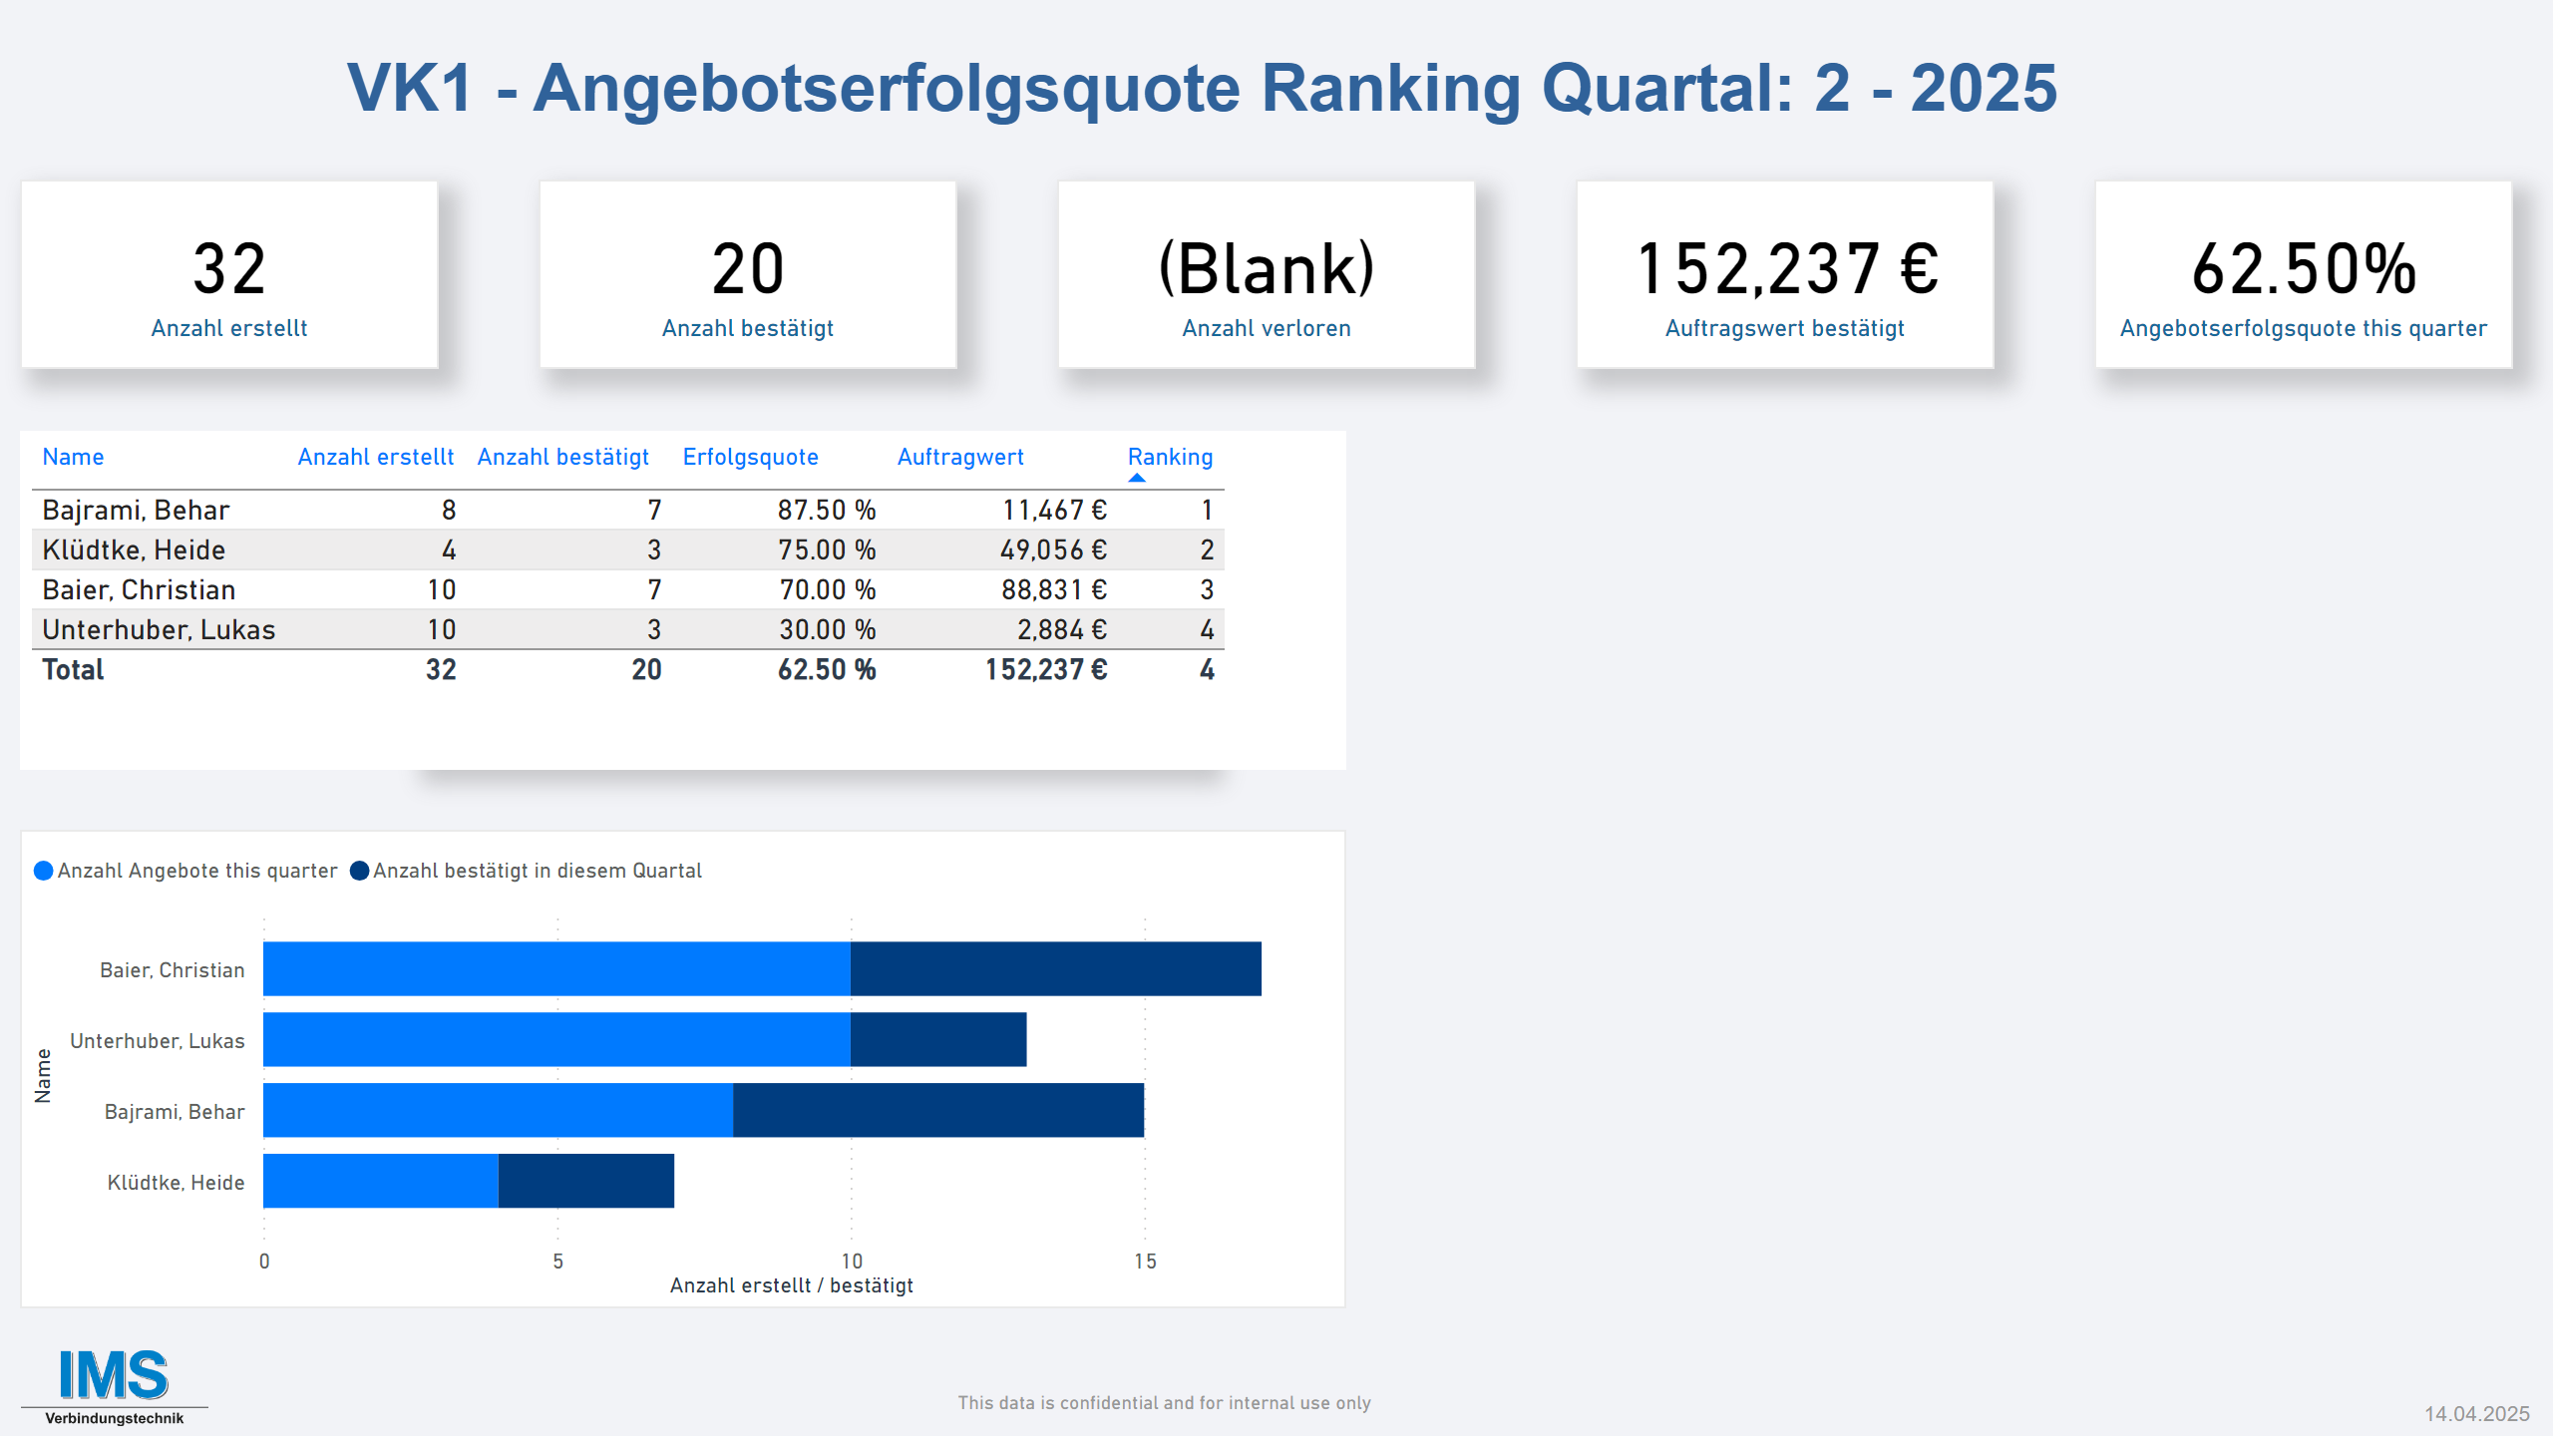 VK1 - Angebotserfolgsquote Ranking Quartal: 2 - 2025
32
Anzahl erstellt
20
Anzahl bestätigt
(Blank)
Anzahl verloren
152,237 €
Auftragswert bestätigt
62.50%
Angebotserfolgsquote this quarter
Name Anzahl erstellt Anzahl bestätigt Erfolgsquote Auftragwert Ranking
Bajrami, Behar 8 7 87.50 % 11,467 € 1
Klüdtke, Heide 4 3 75.00 % 49,056 € 2
Baier, Christian 10 7 70.00 % 88,831 € 3
Unterhuber, Lukas 10 3 30.00 % 2,884 € 4
Total 32 20 62.50 % 152,237 € 4
Anzahl Angebote this quarter Anzahl bestätigt in diesem Quartal
Name
Baier, Christian
Unterhuber, Lukas
Bajrami, Behar
Klüdtke, Heide
0 5 10 15
Anzahl erstellt / bestätigt
IMS
Verbindungstechnik
This data is confidential and for internal use only
14.04.2025